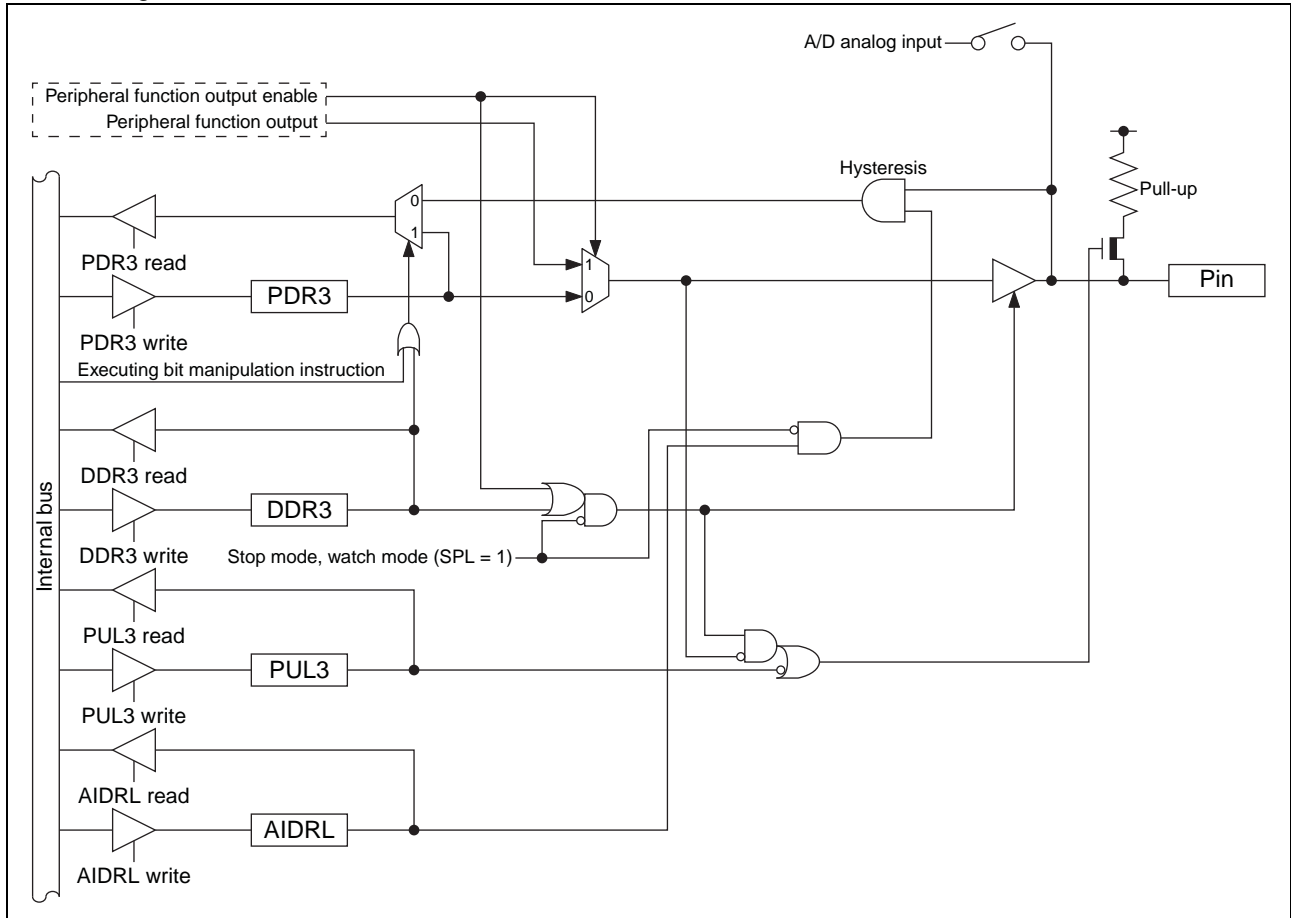 A/D analog input
Peripheral function output enable
Peripheral function output
Hysteresis
Pull-up
0
1
PDR3 read
1
0
PDR3
Pin
PDR3 write
Executing bit manipulation instruction
DDR3 read
DDR3
Internal bus
DDR3 write
Stop mode, watch mode (SPL = 1)
PUL3 read
PUL3
PUL3 write
AIDRL read
AIDRL
AIDRL write